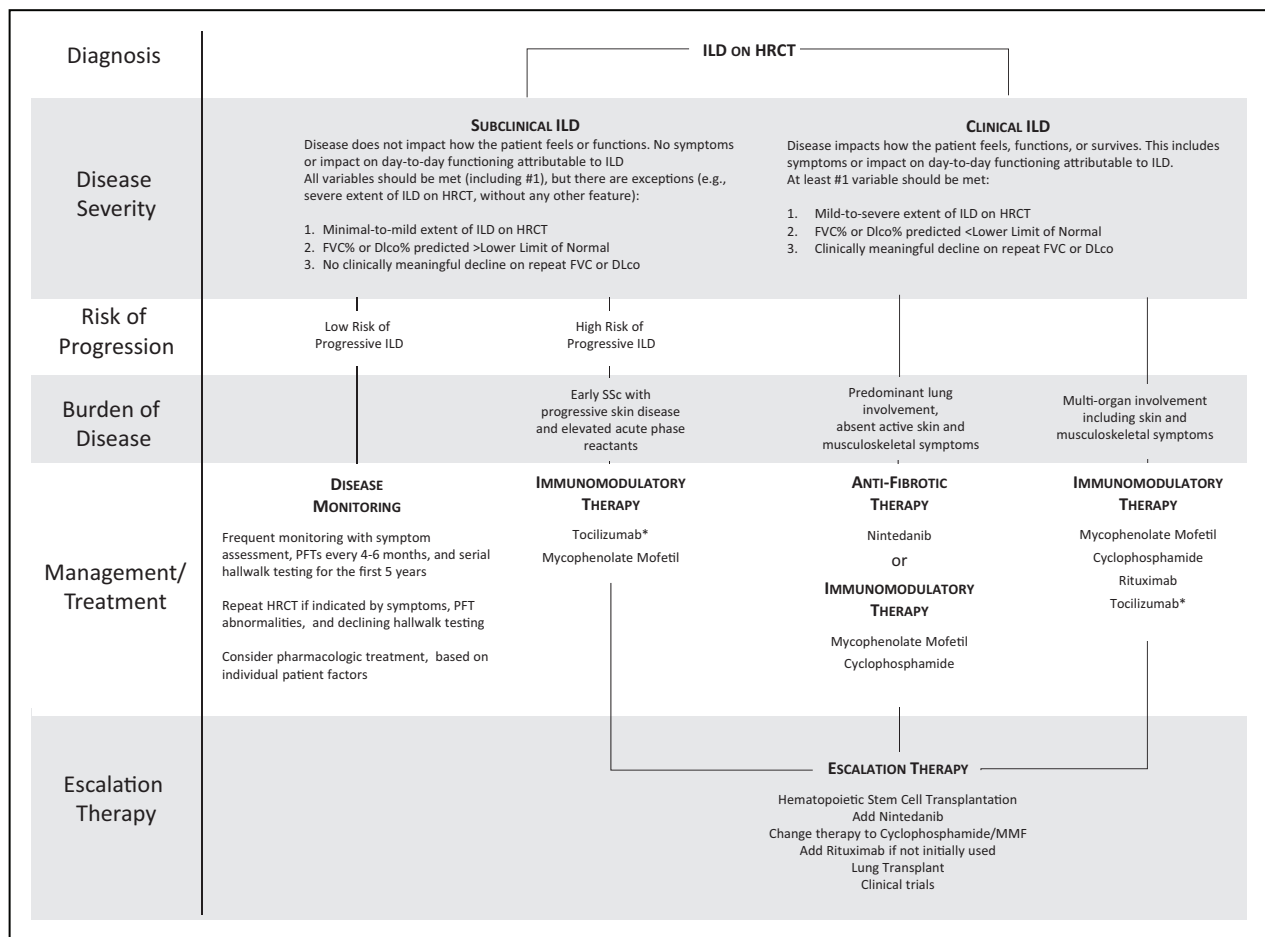 Diagnosis
ILD ON HRCT
Disease
Severity
SUBCLINICAL ILD
Disease does not impact how the patient feels or functions. No symptoms
or impact on day-to-day functioning attributable to ILD
All variables should be met (including #1), but there are exceptions (e.g.,
severe extent of ILD on HRCT, without any other feature):
1. Minimal-to-mild extent of ILD on HRCT
2. FVC% or Dlco% predicted >Lower Limit of Normal
3. No clinically meaningful decline on repeat FVC or DLco
CLINICAL ILD
Disease impacts how the patient feels, functions, or survives. This includes
symptoms or impact on day-to-day functioning attributable to ILD.
At least #1 variable should be met:
1. Mild-to-severe extent of ILD on HRCT
2. FVC% or Dlco% predicted <Lower Limit of Normal
3. Clinically meaningful decline on repeat FVC or DLco
Risk of
Progression
Low Risk of
Progressive ILD
High Risk of
Progressive ILD
Burden of
Disease
Early SSc with
progressive skin disease
and elevated acute phase
reactants
Predominant lung
involvement,
absent active skin and
musculoskeletal symptoms
Multi-organ involvement
including skin and
musculoskeletal symptoms
Management/
Treatment
DISEASE
MONITORING
Frequent monitoring with symptom
assessment, PFTs every 4-6 months, and serial
hallwalk testing for the first 5 years
Repeat HRCT if indicated by symptoms, PFT
abnormalities, and declining hallwalk testing
Consider pharmacologic treatment, based on
individual patient factors
IMMUNOMODULATORY
THERAPY
Tocilizumab*
Mycophenolate Mofetil
ANTI-FIBROTIC
THERAPY
Nintedanib
or
IMMUNOMODULATORY
THERAPY
Mycophenolate Mofetil
Cyclophosphamide
IMMUNOMODULATORY
THERAPY
Mycophenolate Mofetil
Cyclophosphamide
Rituximab
Tocilizumab*
Escalation
Therapy
ESCALATION THERAPY
Hematopoietic Stem Cell Transplantation
Add Nintedanib
Change therapy to Cyclophosphamide/MMF
Add Rituximab if not initially used
Lung Transplant
Clinical trials